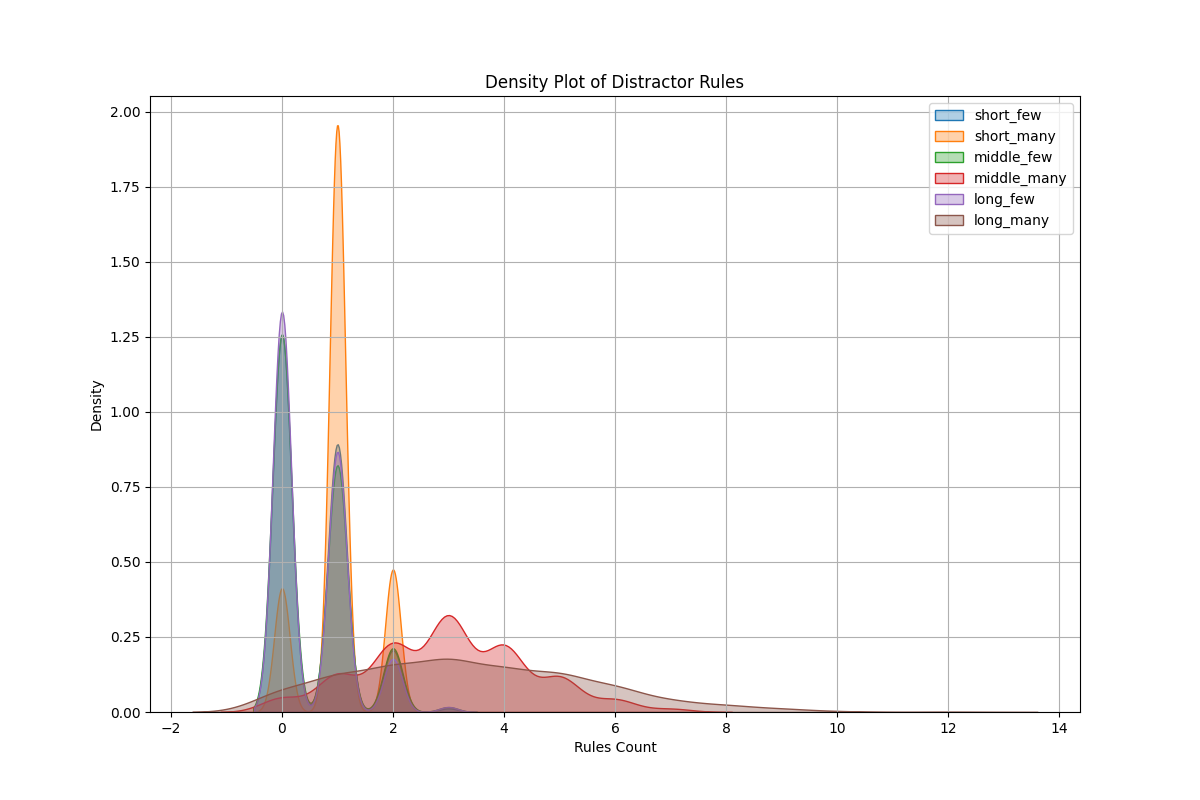 Density Plot of Distractor Rules
short_few
short_many
middle_few
middle_many
long_few
long_many
2.00
1.75
1.50
1.25
1.00
0.75
0.50
0.25
0.00
Density
−2 0 2 4 6 8 10 12 14
Rules Count